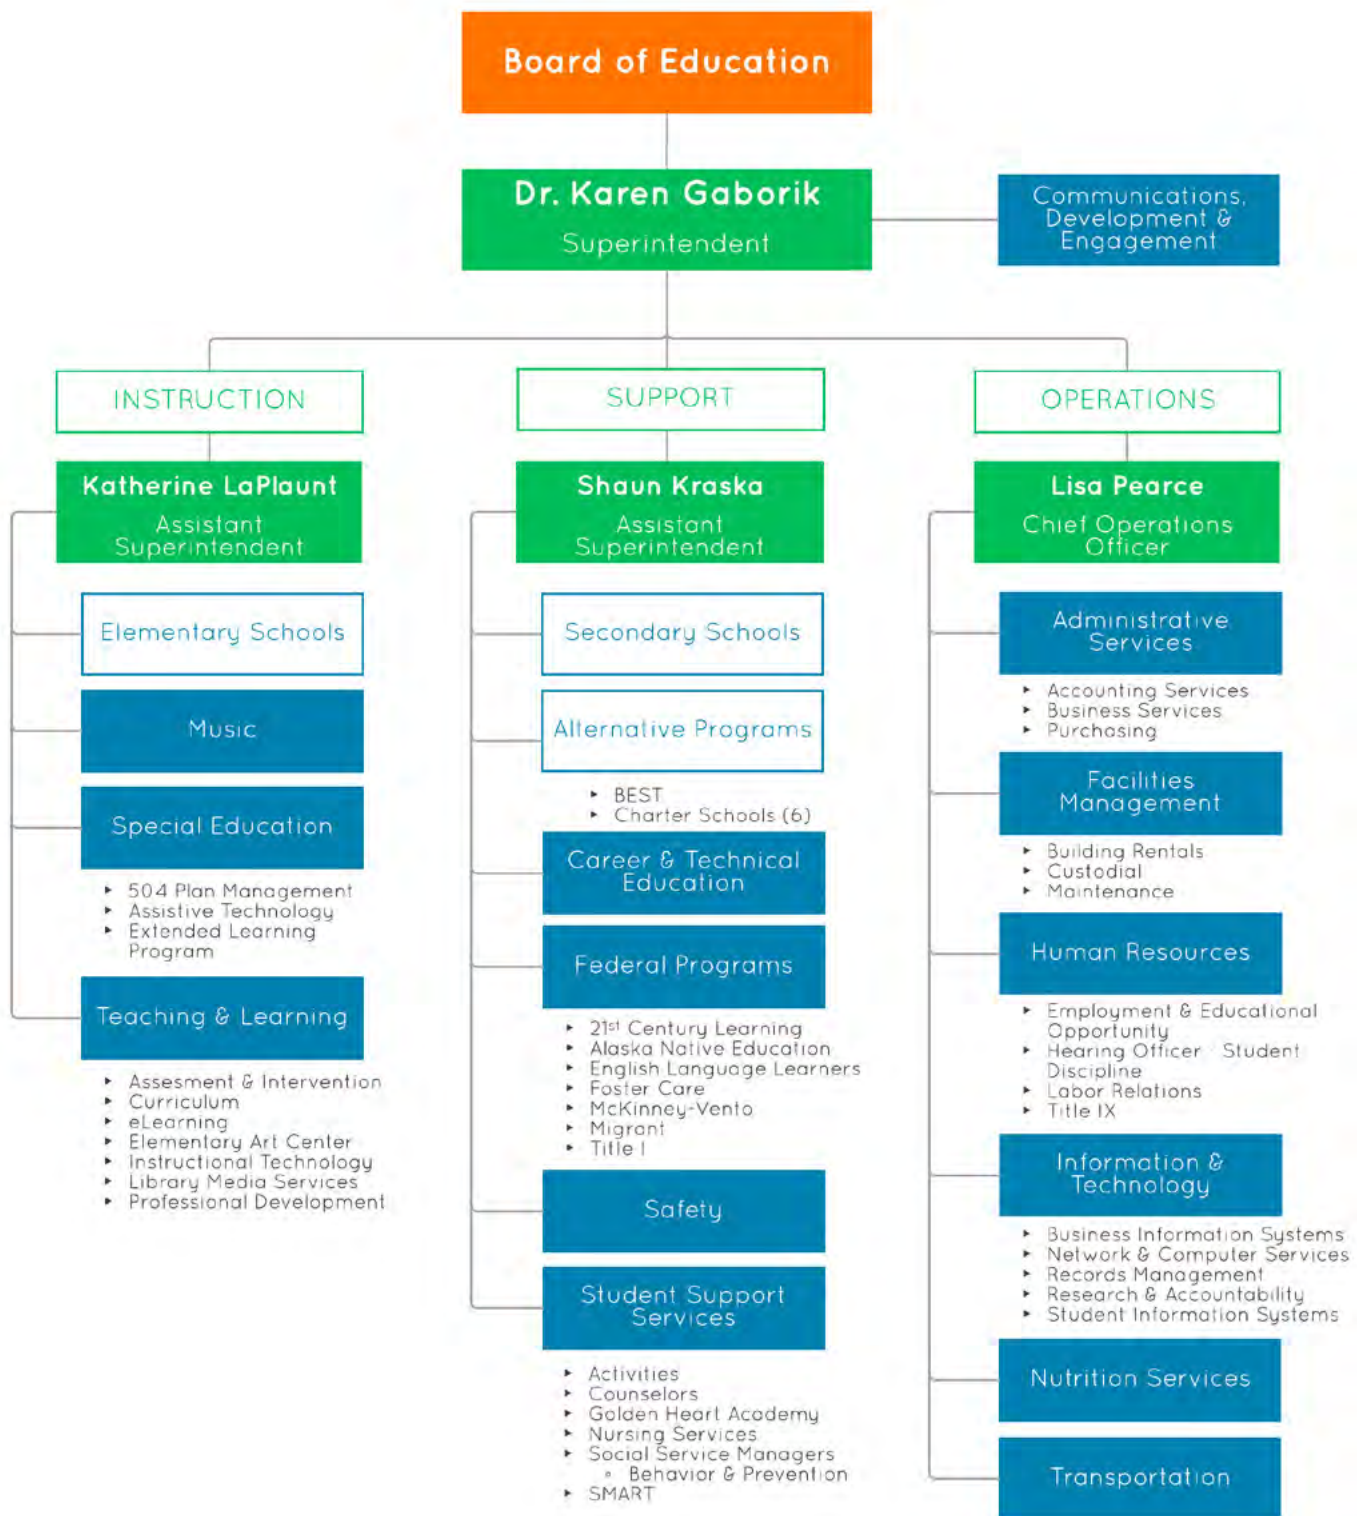 Board of Education
Dr. Karen Gaborik
Superintendent
Communications,
Development &
Engagement
INSTRUCTION
Katherine LaPlaunt
Assistant
Superintendent
Elementary Schools
Music
Special Education
▸ 504 Plan Management
▸ Assistive Technology
▸ Extended Learning
Program
Teaching & Learning
▸ Assesment & Intervention
▸ Curriculum
▸ eLearning
▸ Elementary Art Center
▸ Instructional Technology
▸ Library Media Services
▸ Professional Development
SUPPORT
Shaun Kraska
Assistant
Superintendent
Secondary Schools
Alternative Programs
▸ BEST
▸ Charter Schools (6)
Career & Technical
Education
Federal Programs
▸ 21st Century Learning
▸ Alaska Native Education
▸ English Language Learners
▸ Foster Care
▸ McKinney-Vento
▸ Migrant
▸ Title I
Safety
Student Support
Services
▸ Activities
▸ Counselors
▸ Golden Heart Academy
▸ Nursing Services
▸ Social Service Managers
∘ Behavior & Prevention
▸ SMART
OPERATIONS
Lisa Pearce
Chief Operations
Officer
Administrative
Services
▸ Accounting Services
▸ Business Services
▸ Purchasing
Facilities
Management
▸ Building Rentals
▸ Custodial
▸ Maintenance
Human Resources
▸ Employment & Educational
Opportunity
▸ Hearing Officer - Student
Discipline
▸ Labor Relations
▸ Title IX
Information &
Technology
▸ Business Information Systems
▸ Network & Computer Services
▸ Records Management
▸ Research & Accountability
▸ Student Information Systems
Nutrition Services
Transportation